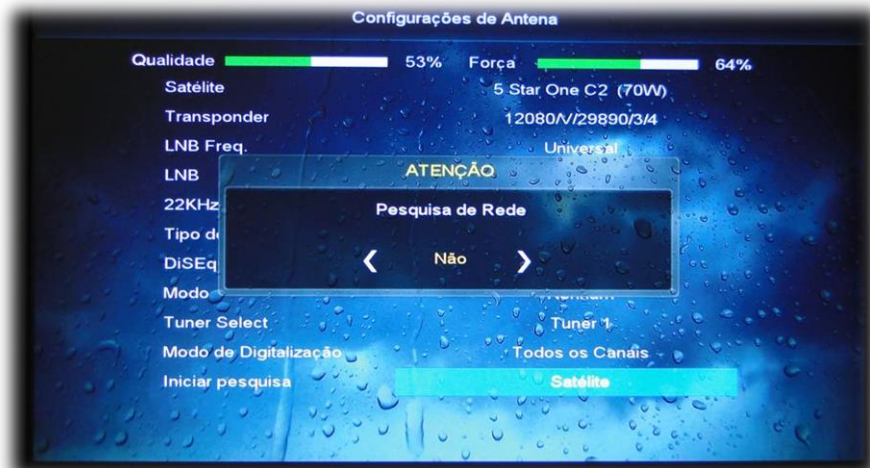 Configurações de Antena
Qualidade 53% Força 64%
Satélite 5 Star One C2 (70W)
Transponder 12080/V/29890/3/4
LNB Freq. Universal
ATENÇÃO
LNB
22KHz
Pesquisa de Rede
Tipo d
❮ Não ❯
DiSEq
Modo
Tuner Select Tuner 1
Modo de Digitalização Todos os Canais
Iniciar pesquisa Satélite